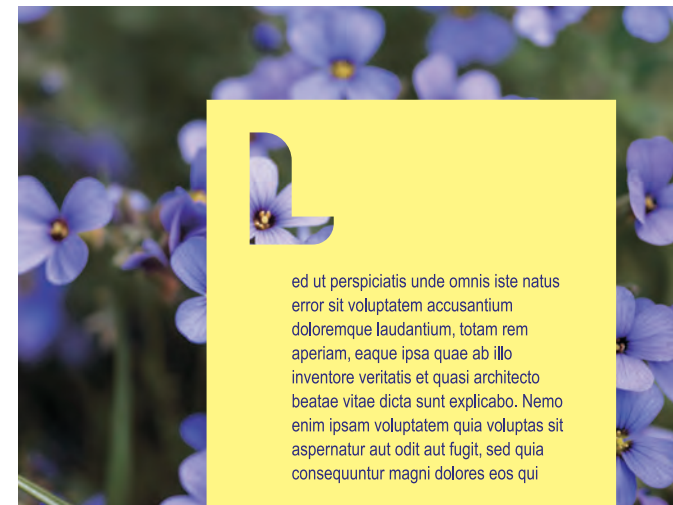 L
ed ut perspiciatis unde omnis iste natus
error sit voluptatem accusantium
doloremque laudantium, totam rem
aperiam, eaque ipsa quae ab illo
inventore veritatis et quasi architecto
beatae vitae dicta sunt explicabo. Nemo
enim ipsam voluptatem quia voluptas sit
aspernatur aut odit aut fugit, sed quia
consequuntur magni dolores eos qui